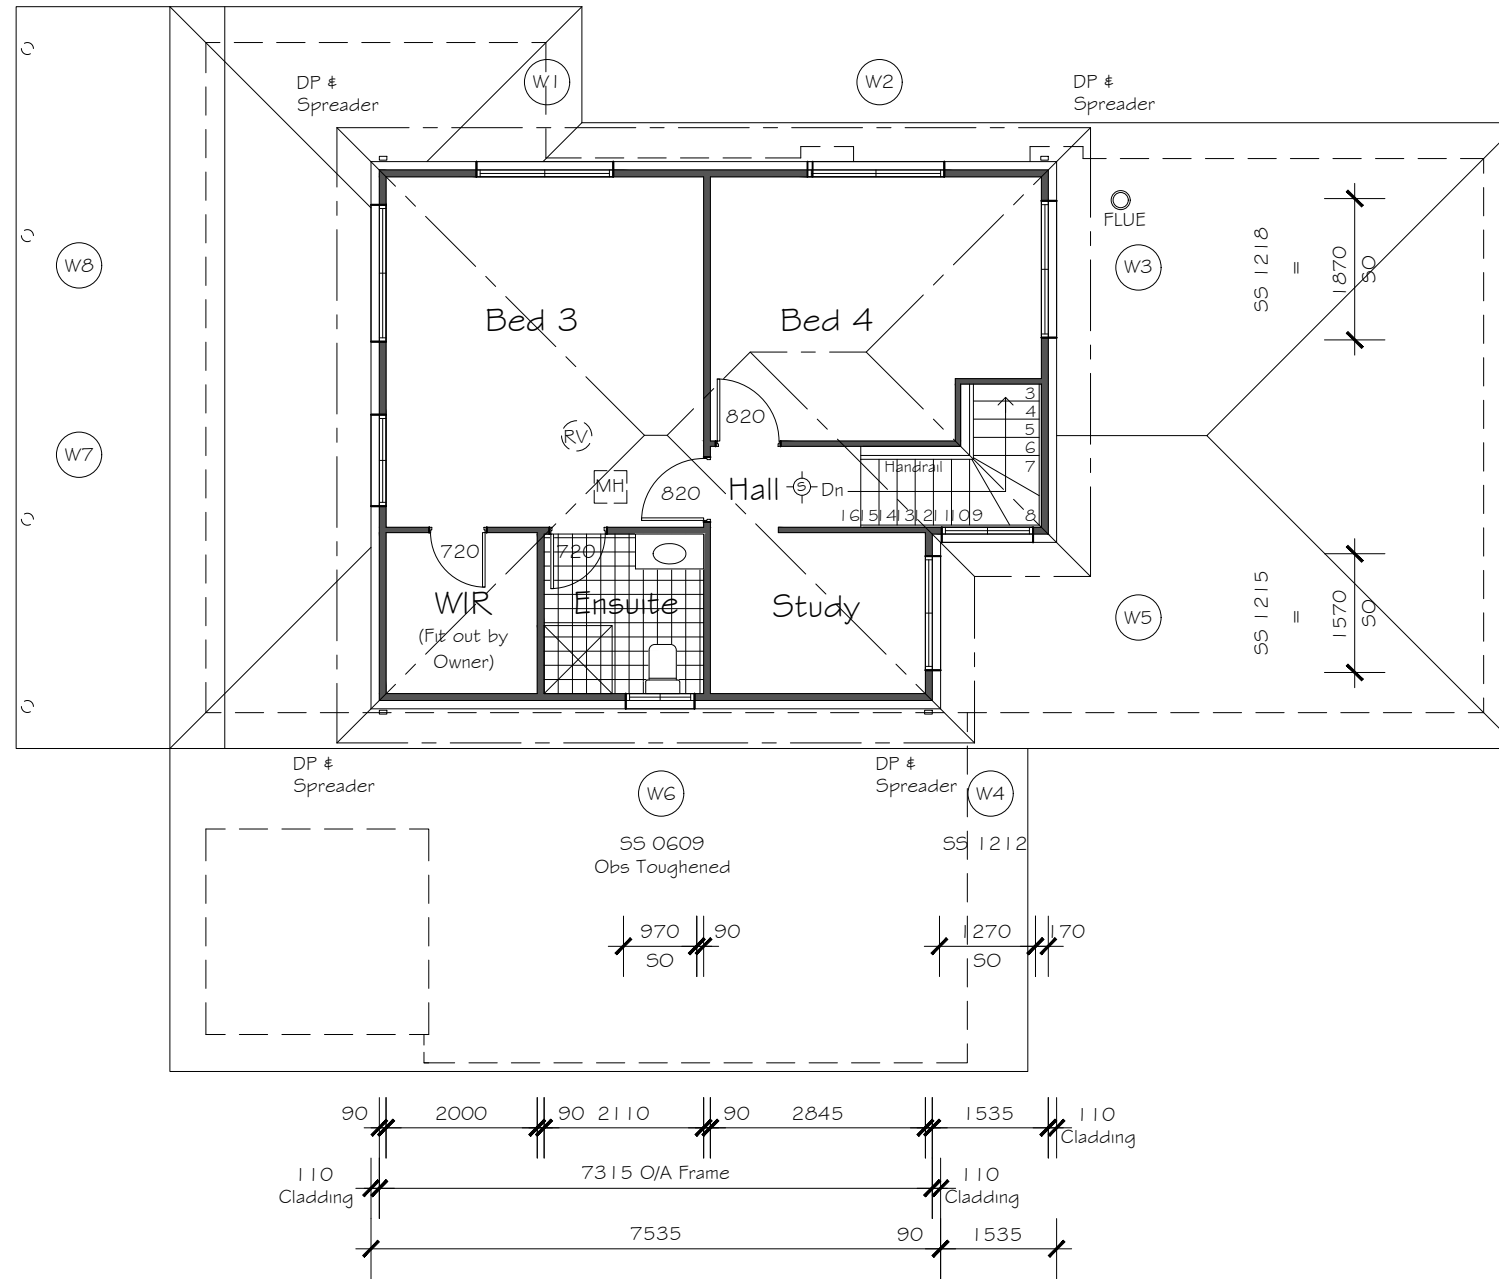 DP &
Spreader
W1
W2
DP &
Spreader
FLUE
W8
W3
SS 1218
=
1870
SO
Bed 3
Bed 4
3
4
5
6
7
8
820
RV
W7
MH
820
Hall
S
Dn
Handrail
16 15 14 13 12 11 10 9
720
720
WIR
(Fit out by
Owner)
Ensuite
Study
W5
SS 1215
=
1570
SO
DP &
Spreader
W6
DP &
Spreader
W4
SS 0609
Obs Toughened
SS 1212
970
SO
90
1270
SO
170
90
2000
90
2110
90
2845
1535
110
Cladding
110
Cladding
7315 O/A Frame
110
Cladding
7535
90
1535